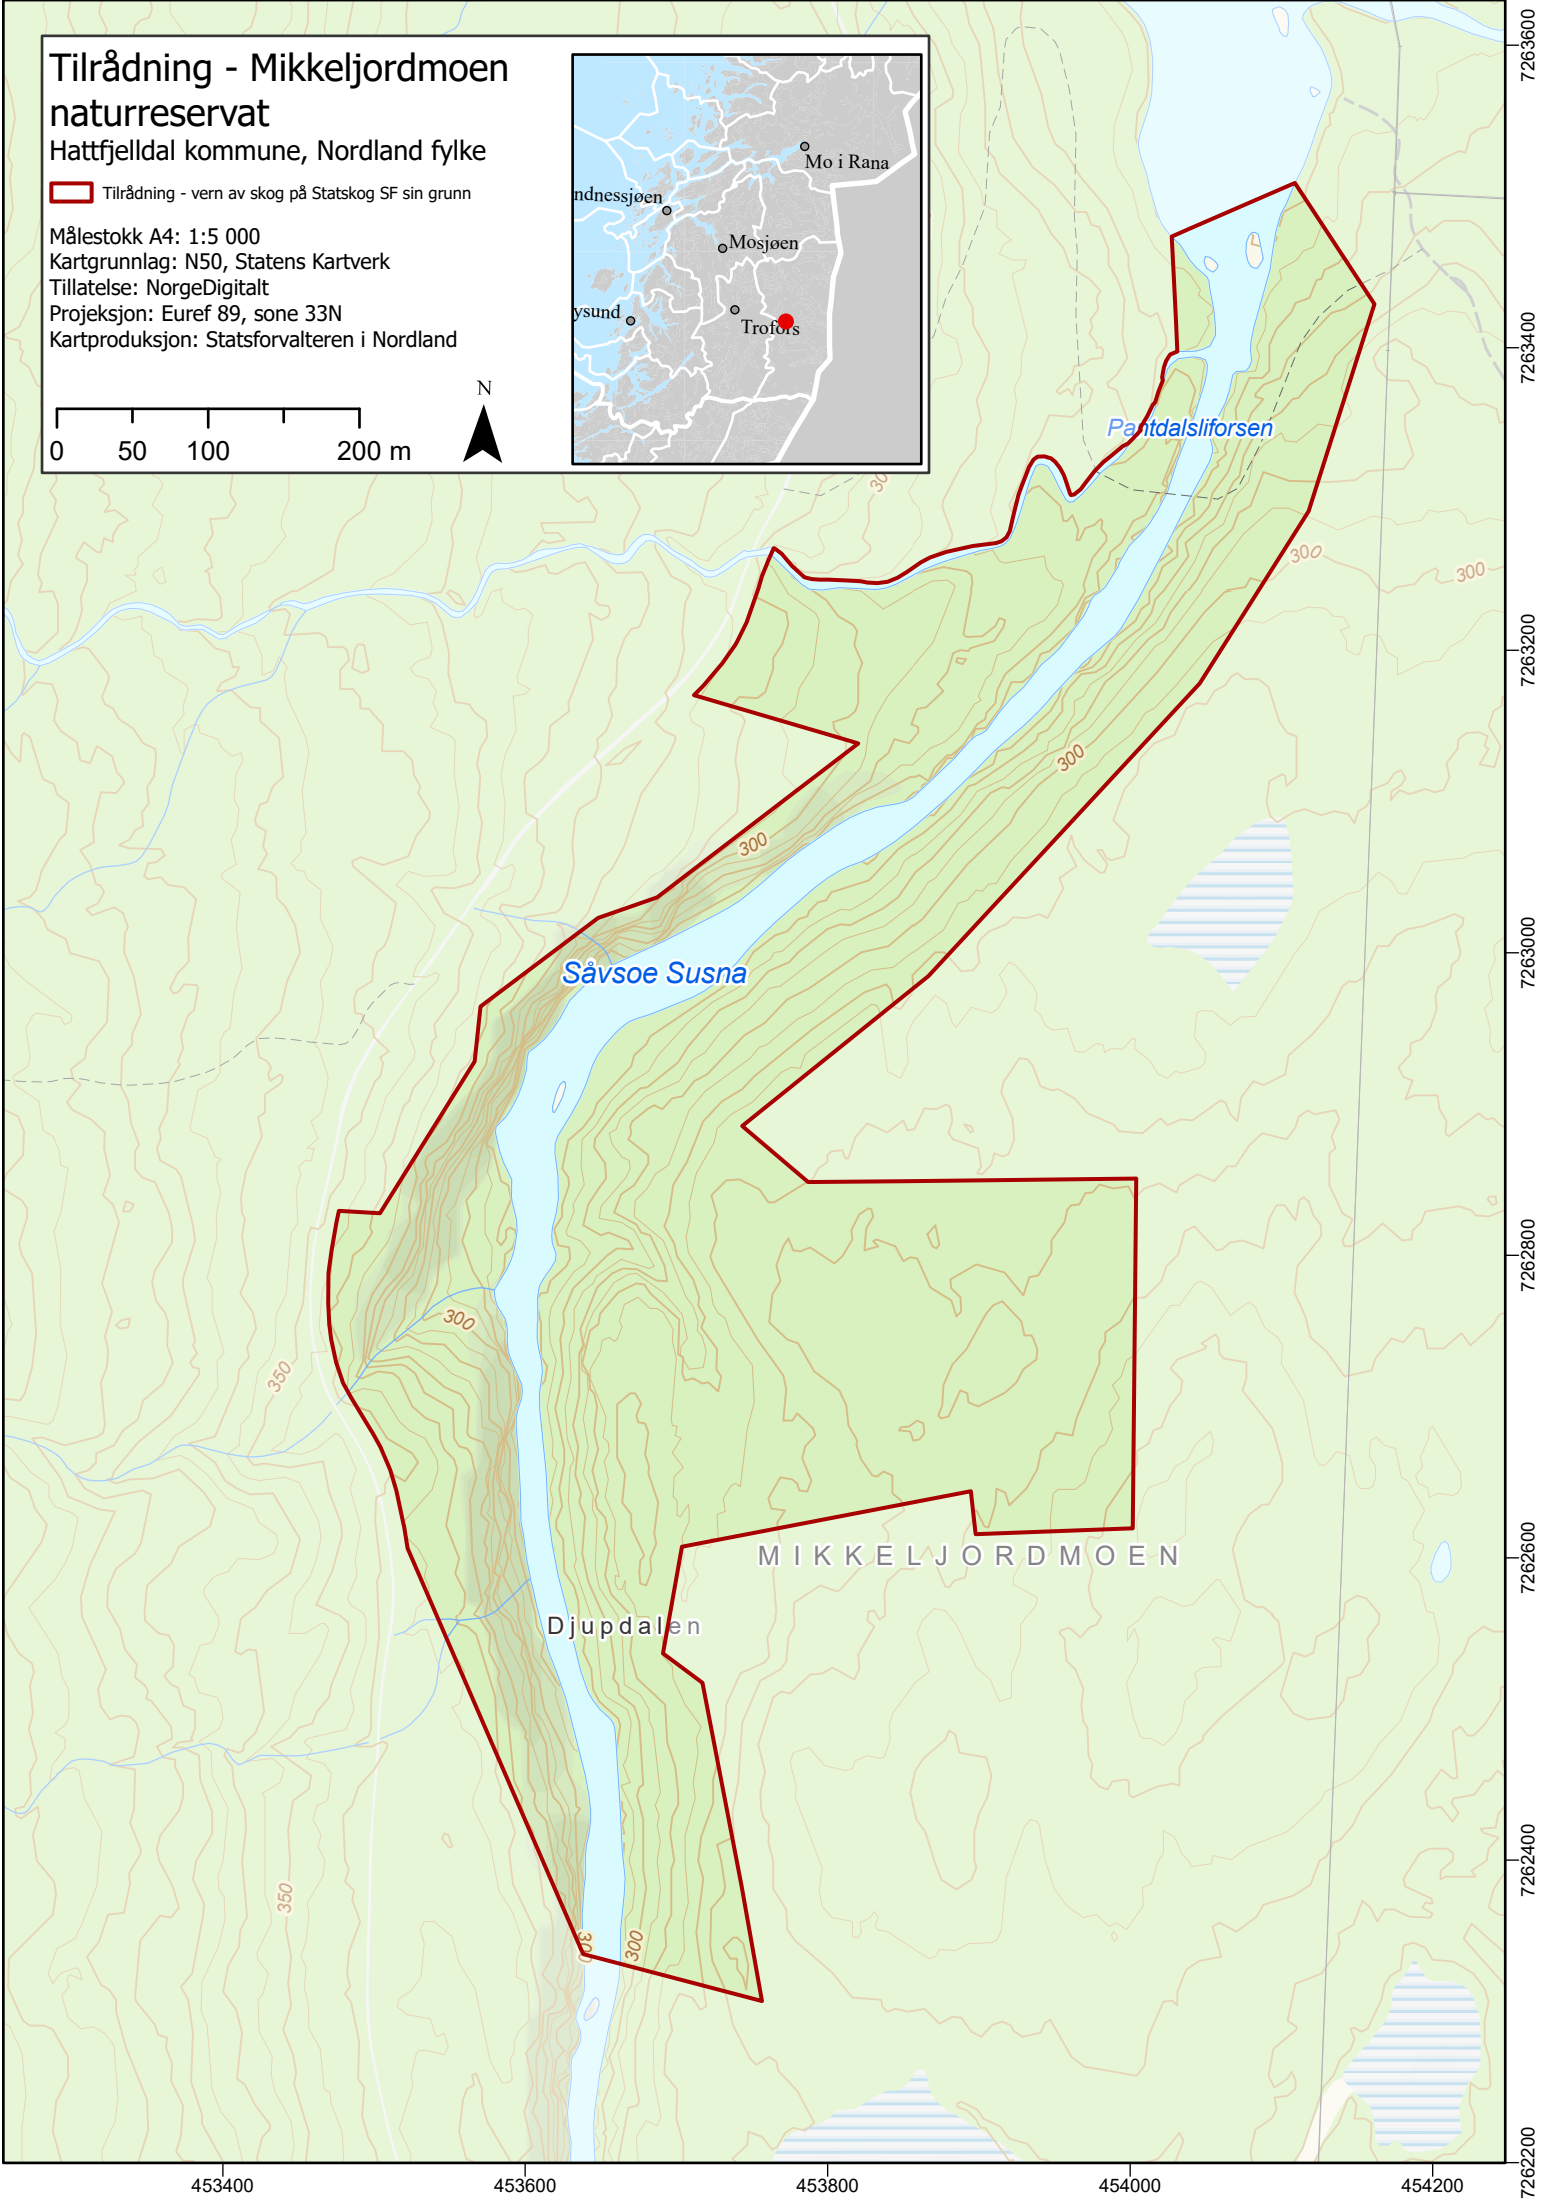 Tilrådning - Mikkeljordmoen
naturreservat
Hattfjelldal kommune, Nordland fylke
Tilrådning - vern av skog på Statskog SF sin grunn
Målestokk A4: 1:5 000
Kartgrunnlag: N50, Statens Kartverk
Tillatelse: NorgeDigitalt
Projeksjon: Euref 89, sone 33N
Kartproduksjon: Statsforvalteren i Nordland
0 50 100 200 m
N
Mo i Rana
ndnessjøen
Mosjøen
ysund
Trofors
Pantdalsliforsen
30
300
300
300
300
Såvsoe Susna
300
350
MIKKELJORDMOEN
Djupdalen
350
300
300
7263600
7263400
7263200
7263000
7262800
7262600
7262400
7262200
453400 453600 453800 454000 454200